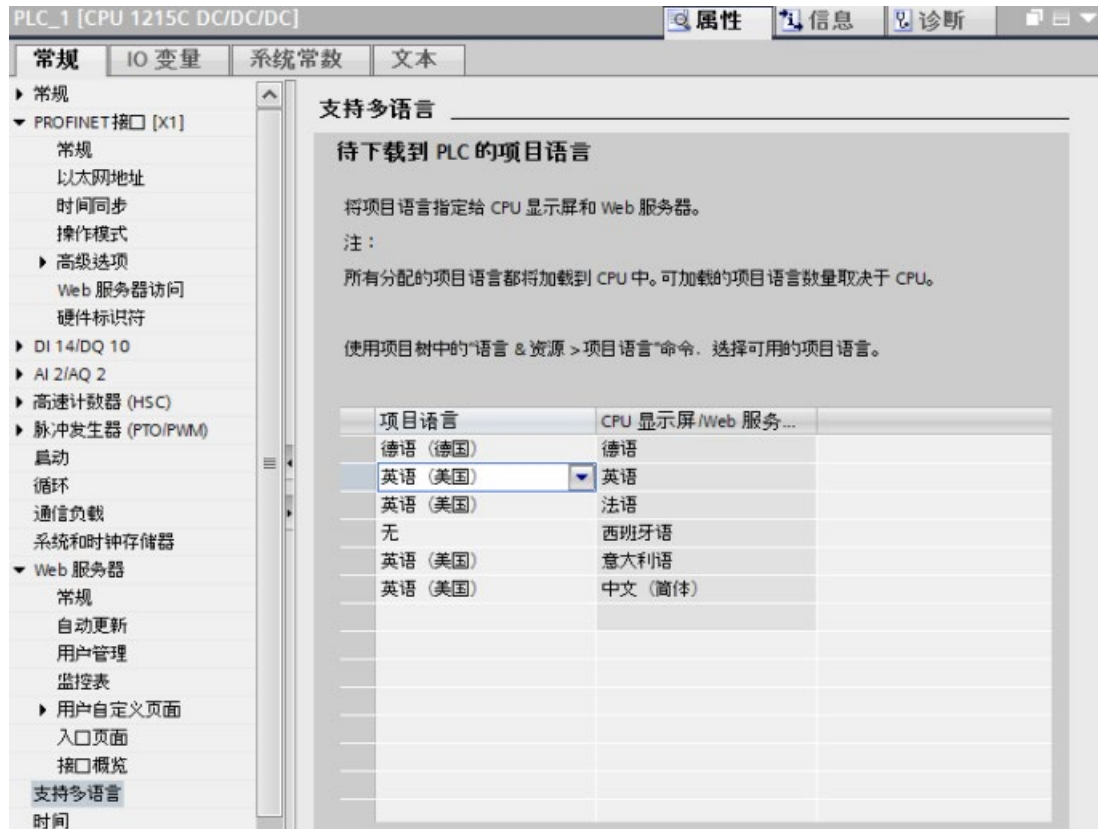 PLC_1 [CPU 1215C DC/DC/DC]
属性 信息 诊断
常规 IO 变量 系统常数 文本
常规
PROFINET接口 [X1]
常规
以太网地址
时间同步
操作模式
高级选项
Web 服务器访问
硬件标识符
DI 14/DQ 10
AI 2/AQ 2
高速计数器 (HSC)
脉冲发生器 (PTO/PWM)
启动
循环
通信负载
系统和时钟存储器
Web 服务器
常规
自动更新
用户管理
监控表
用户自定义页面
入口页面
接口概览
支持多语言
时间
支持多语言
待下载到 PLC 的项目语言
将项目语言指定给 CPU 显示屏和 Web 服务器。
注：
所有分配的项目语言都将加载到 CPU 中。可加载的项目语言数量取决于 CPU。
使用项目树中的"语言 & 资源 > 项目语言"命令，选择可用的项目语言。
项目语言 CPU 显示屏/Web 服务...
德语（德国） 德语
英语（美国） 英语
英语（美国） 法语
无 西班牙语
英语（美国） 意大利语
英语（美国） 中文（简体）